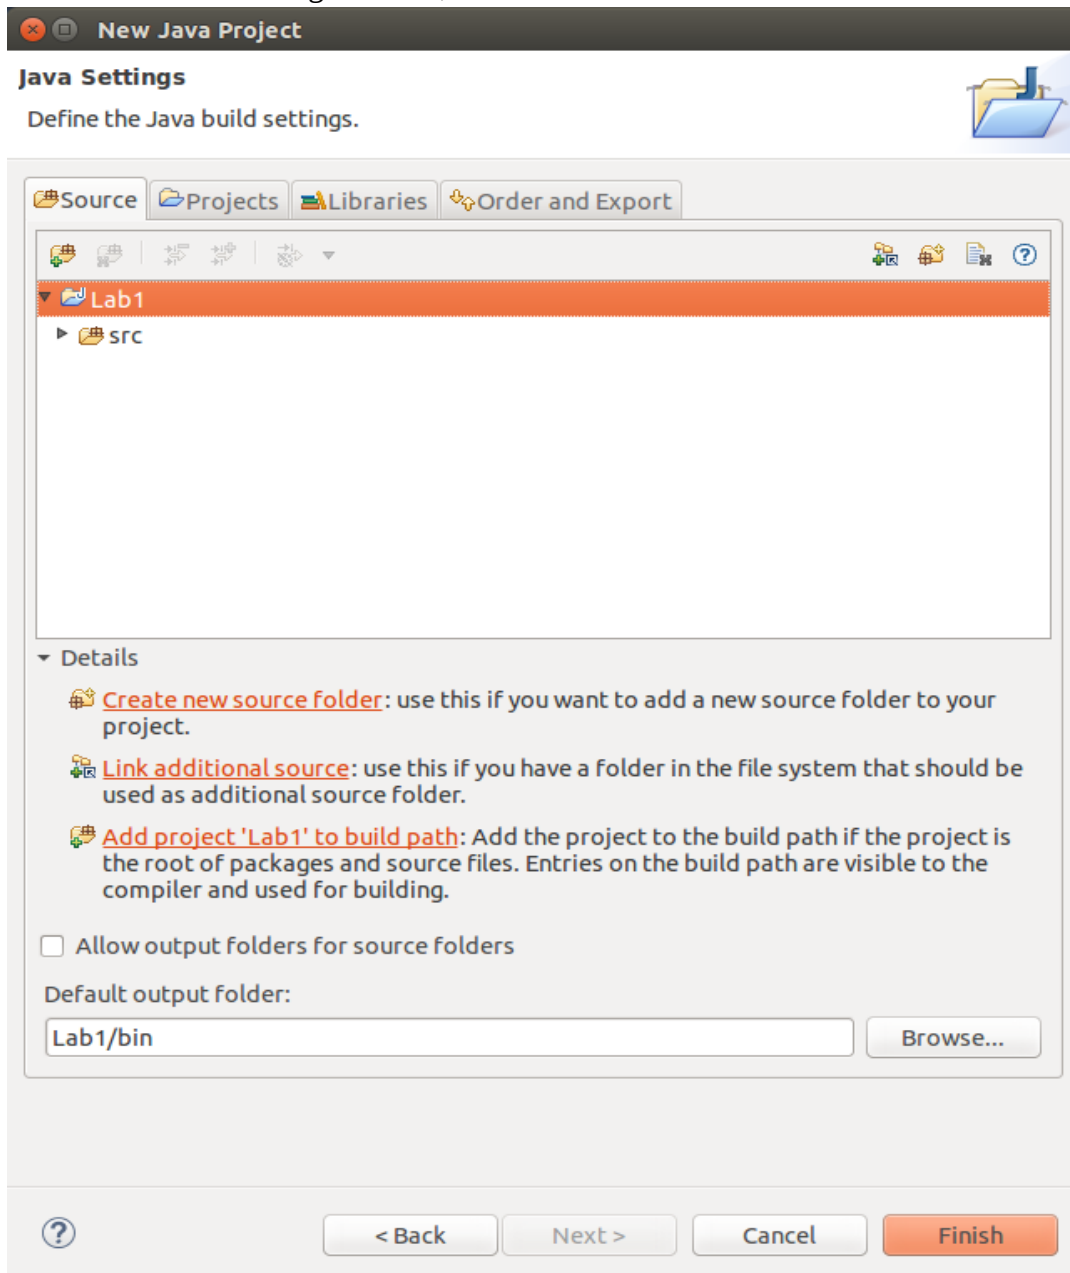 New Java Project
Java Settings
Define the Java build settings.
Source Projects Libraries Order and Export
Lab1
src
Details
Create new source folder: use this if you want to add a new source folder to your
project.
Link additional source: use this if you have a folder in the file system that should be
used as additional source folder.
Add project 'Lab1' to build path: Add the project to the build path if the project is
the root of packages and source files. Entries on the build path are visible to the
compiler and used for building.
Allow output folders for source folders
Default output folder:
Lab1/bin Browse...
< Back Next > Cancel Finish